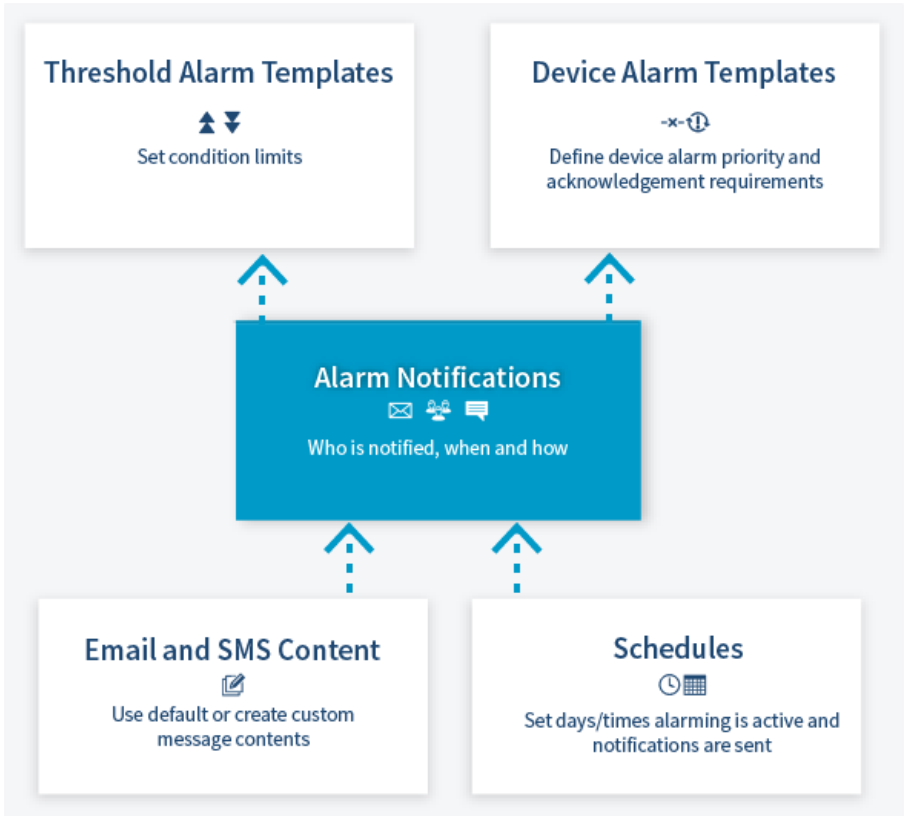 Threshold Alarm Templates
Set condition limits
Device Alarm Templates
Define device alarm priority and
acknowledgement requirements
Alarm Notifications
Who is notified, when and how
Email and SMS Content
Use default or create custom
message contents
Schedules
Set days/times alarming is active and
notifications are sent